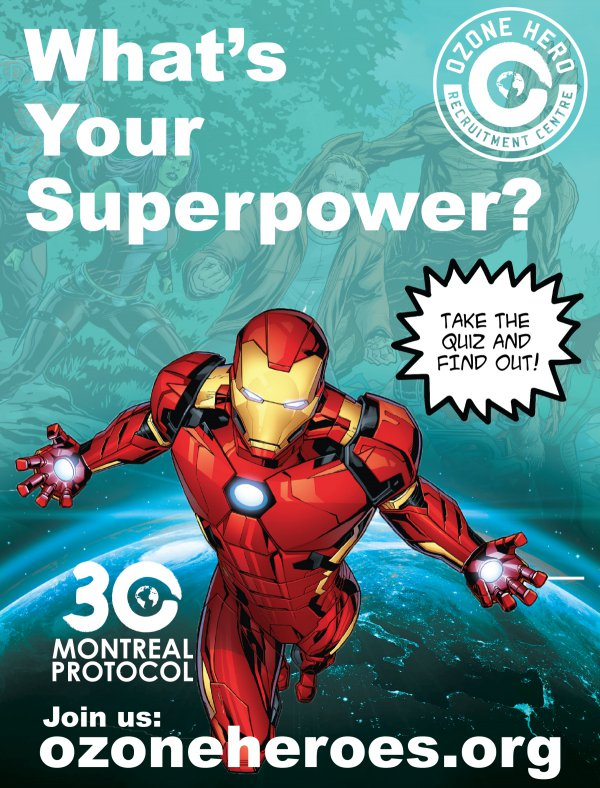 What's
Your
Superpower?
OZONE HERO
RECRUITMENT CENTRE
TAKE THE
QUIZ AND
FIND OUT!
30
MONTREAL
PROTOCOL
Join us:
ozoneheroes.org